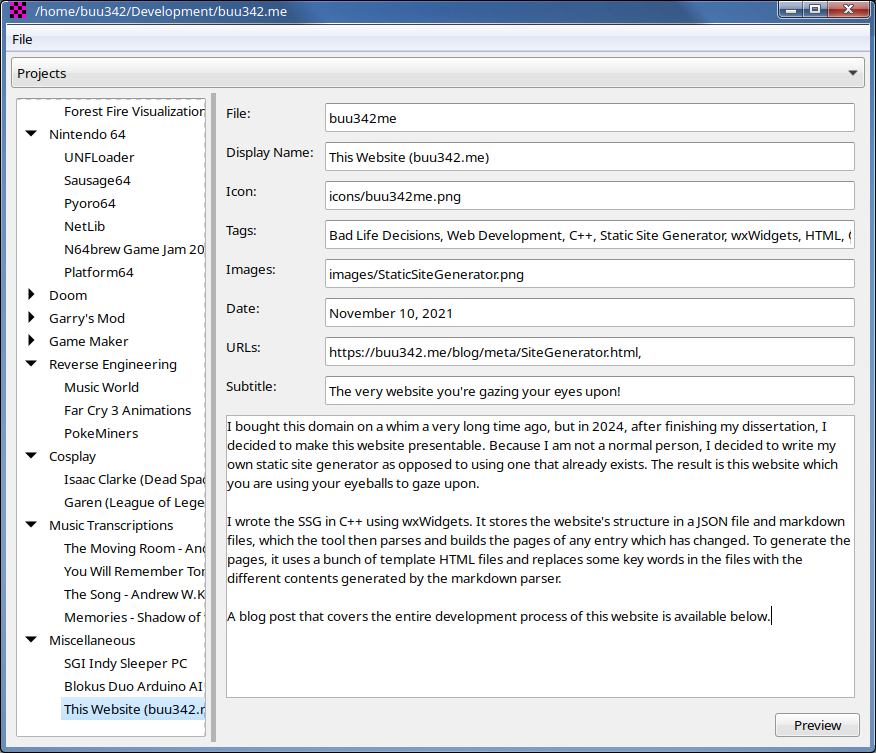 /home/buu342/Development/buu342.me
File
Projects
Forest Fire Visualization
Nintendo 64
UNFLoader
Sausage64
Pyoro64
NetLib
N64brew Game Jam 20
Platform64
Doom
Garry's Mod
Game Maker
Reverse Engineering
Music World
Far Cry 3 Animations
PokeMiners
Cosplay
Isaac Clarke (Dead Spac
Garen (League of Lege
Music Transcriptions
The Moving Room - And
You Will Remember Tor
The Song - Andrew W.K
Memories - Shadow of
Miscellaneous
SGI Indy Sleeper PC
Blokus Duo Arduino AI
This Website (buu342.r
File:
buu342me
Display Name:
This Website (buu342.me)
Icon:
icons/buu342me.png
Tags:
Bad Life Decisions, Web Development, C++, Static Site Generator, wxWidgets, HTML,
Images:
images/StaticSiteGenerator.png
Date:
November 10, 2021
URLs:
https://buu342.me/blog/meta/SiteGenerator.html,
Subtitle:
The very website you're gazing your eyes upon!
I bought this domain on a whim a very long time ago, but in 2024, after finishing my dissertation, I
decided to make this website presentable. Because I am not a normal person, I decided to write my
own static site generator as opposed to using one that already exists. The result is this website which
you are using your eyeballs to gaze upon.
I wrote the SSG in C++ using wxWidgets. It stores the website's structure in a JSON file and markdown
files, which the tool then parses and builds the pages of any entry which has changed. To generate the
pages, it uses a bunch of template HTML files and replaces some key words in the files with the
different contents generated by the markdown parser.
A blog post that covers the entire development process of this website is available below.
Preview